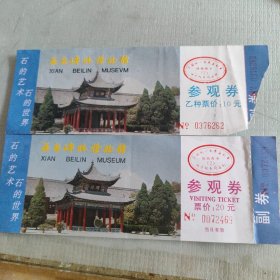 石的艺术
石的世界
西安碑林博物馆
XIAN BEILIN MUSEVM
参观券
乙种票价:10元
Nº 0376262
石的艺术
石的世界
西安碑林博物馆
XIAN BEILIN MUSEUM
参观券
VISITING TICKET
票价:20元
副券